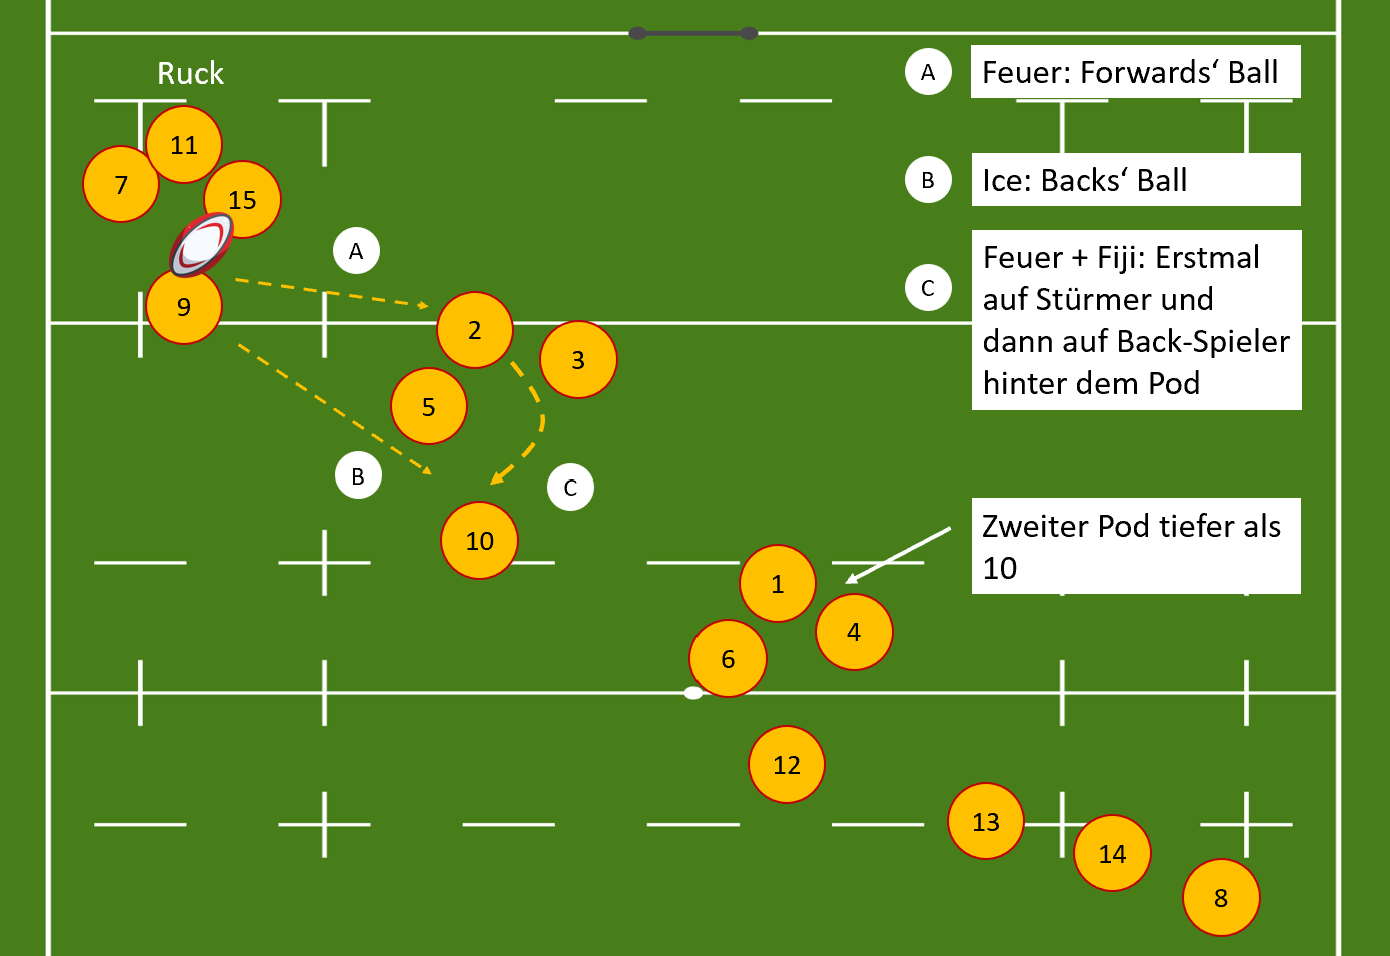 Ruck
A
Feuer: Forwards‘ Ball
11
7
15
B
Ice: Backs‘ Ball
A
9
C
Feuer + Fiji: Erstmal
auf Stürmer und
dann auf Back-Spieler
hinter dem Pod
2
3
5
B
C
10
Zweiter Pod tiefer als
10
1
4
6
12
13
14
8